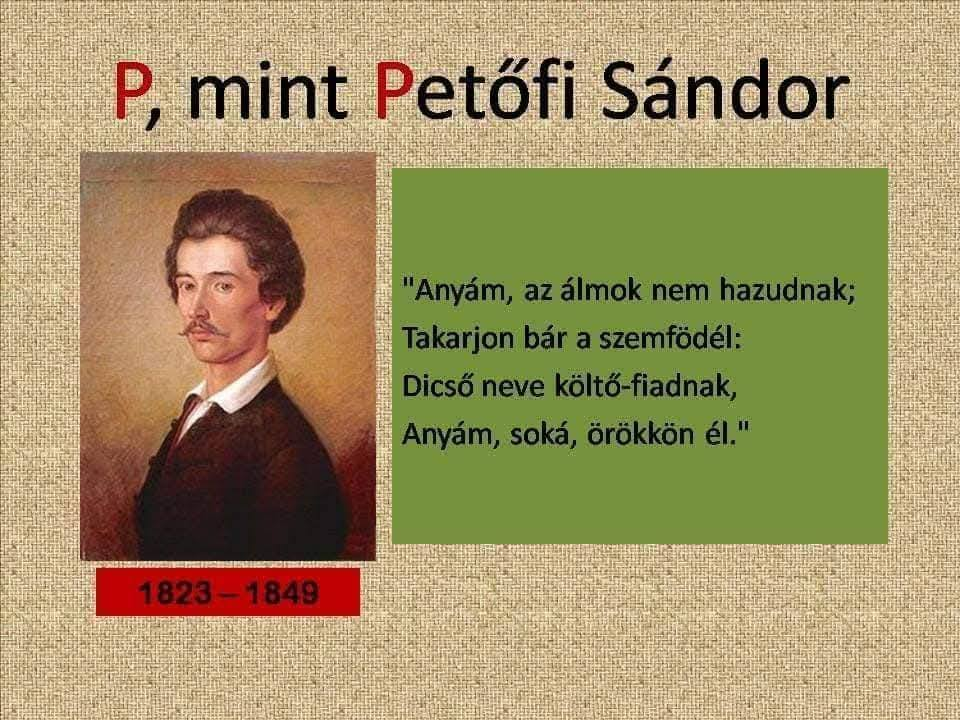 P, mint Petőfi Sándor
"Anyám, az álmok nem hazudnak;
Takarjon bár a szemfödél:
Dicső neve költő-fiadnak,
Anyám, soká, örökkön él."
1823 – 1849